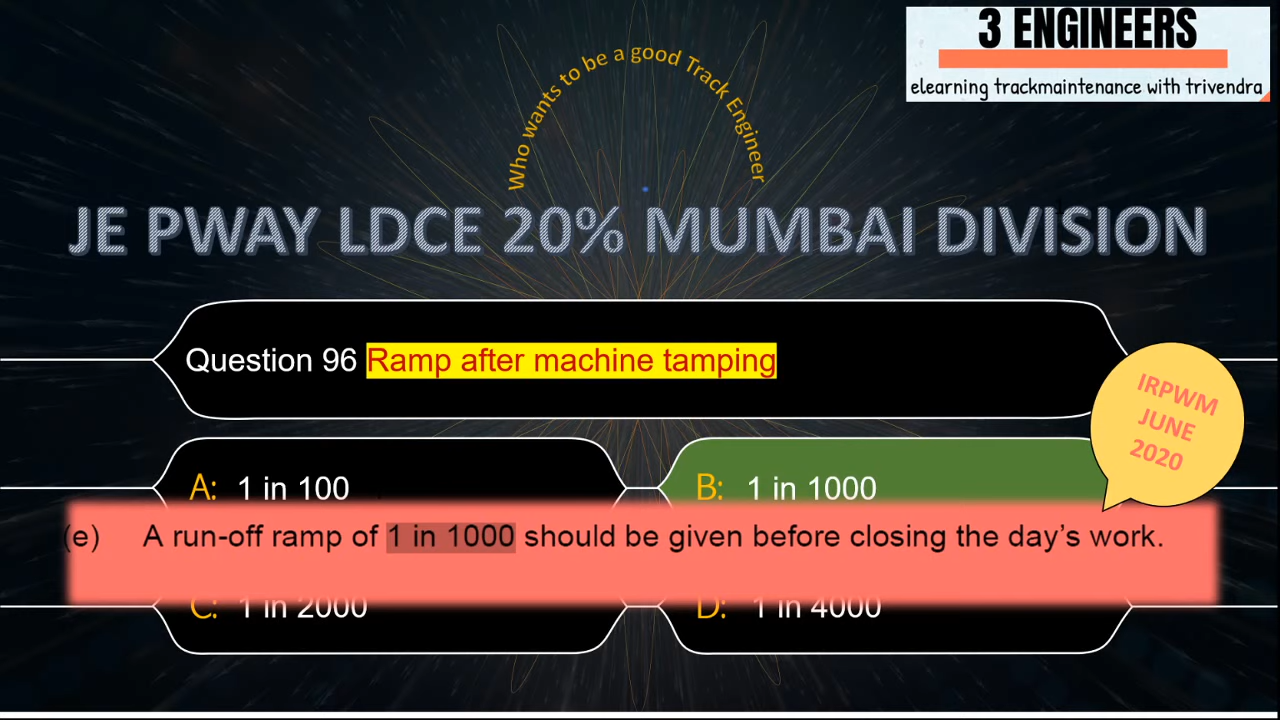 3 ENGINEERS
elearning trackmaintenance with trivendra
Who wants to be a good Track Engineer
JE PWAY LDCE 20% MUMBAI DIVISION
Question 96 Ramp after machine tamping
IRPWM
JUNE
2020
A: 1 in 100
B: 1 in 1000
(e) A run-off ramp of 1 in 1000 should be given before closing the day's work.
C: 1 in 2000
D: 1 in 4000